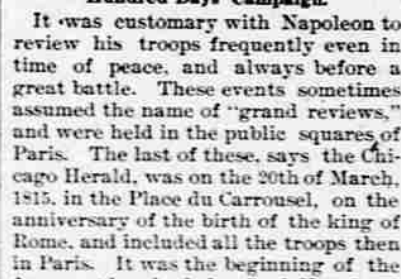 Hundred Days Campaign.
It was customary with Napoleon to
review his troops frequently even in
time of peace, and always before a
great battle. These events sometimes
assumed the name of "grand reviews,"
and were held in the public squares of
Paris. The last of these, says the Chi-
cago Herald, was on the 20th of March,
1815, in the Place du Carrousel, on the
anniversary of the birth of the king of
Rome, and included all the troops then
in Paris. It was the beginning of the